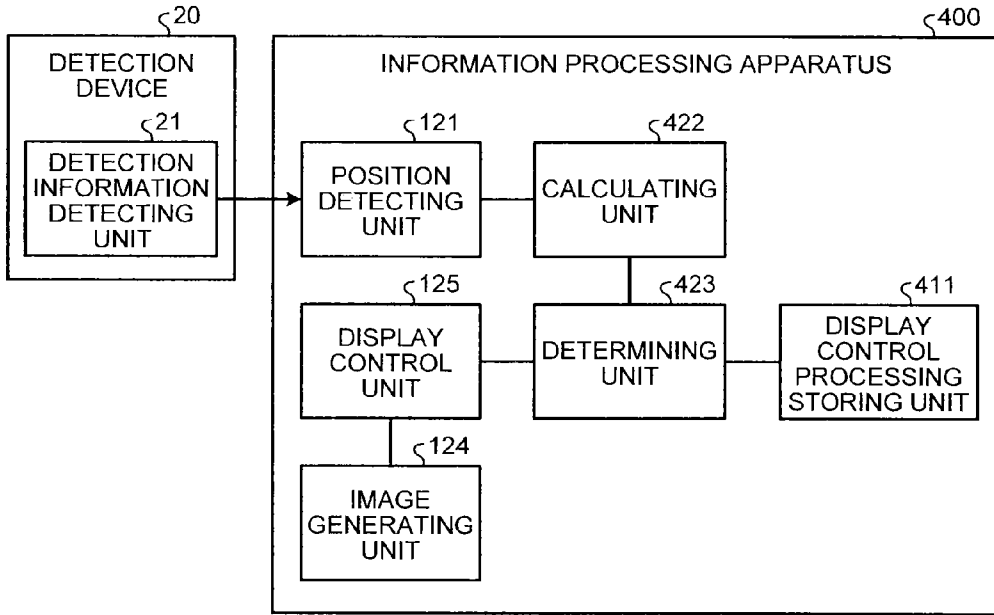 20
DETECTION
DEVICE
21
DETECTION
INFORMATION
DETECTING
UNIT
400
INFORMATION PROCESSING APPARATUS
121
POSITION
DETECTING
UNIT
422
CALCULATING
UNIT
125
DISPLAY
CONTROL
UNIT
423
DETERMINING
UNIT
411
DISPLAY
CONTROL
PROCESSING
STORING UNIT
124
IMAGE
GENERATING
UNIT